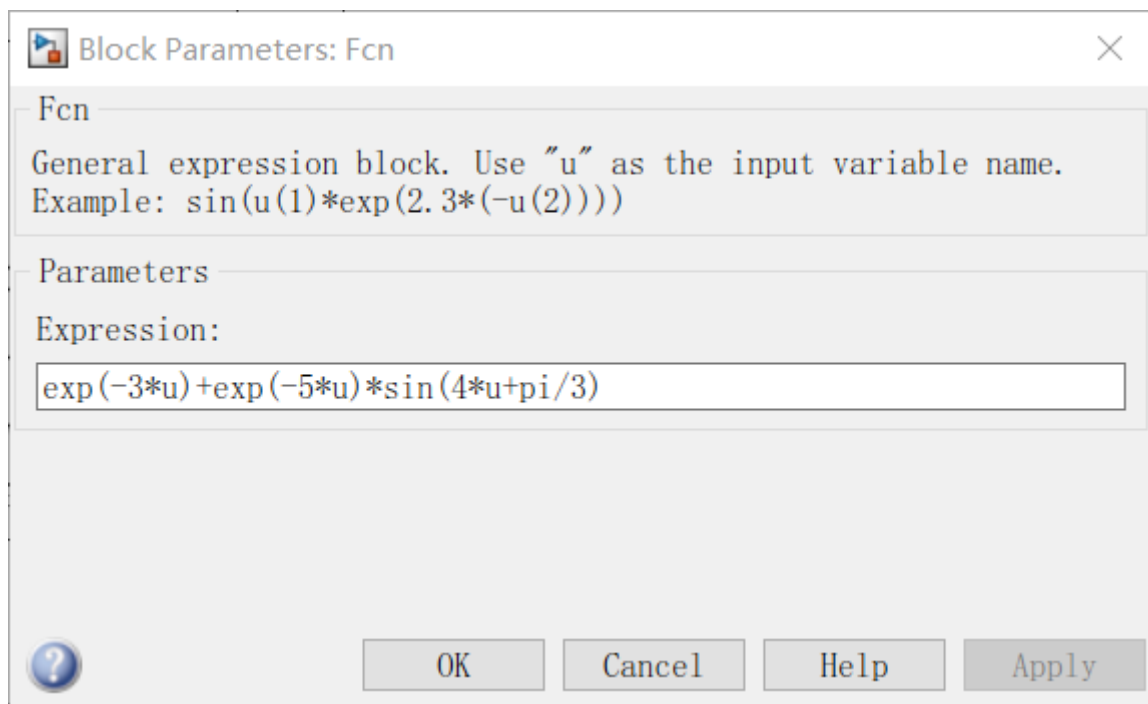 Block Parameters: Fcn
Fcn
General expression block. Use "u" as the input variable name.
Example: sin(u(1)*exp(2.3*(-u(2))))
Parameters
Expression:
exp(-3*u)+exp(-5*u)*sin(4*u+pi/3)
OK Cancel Help Apply